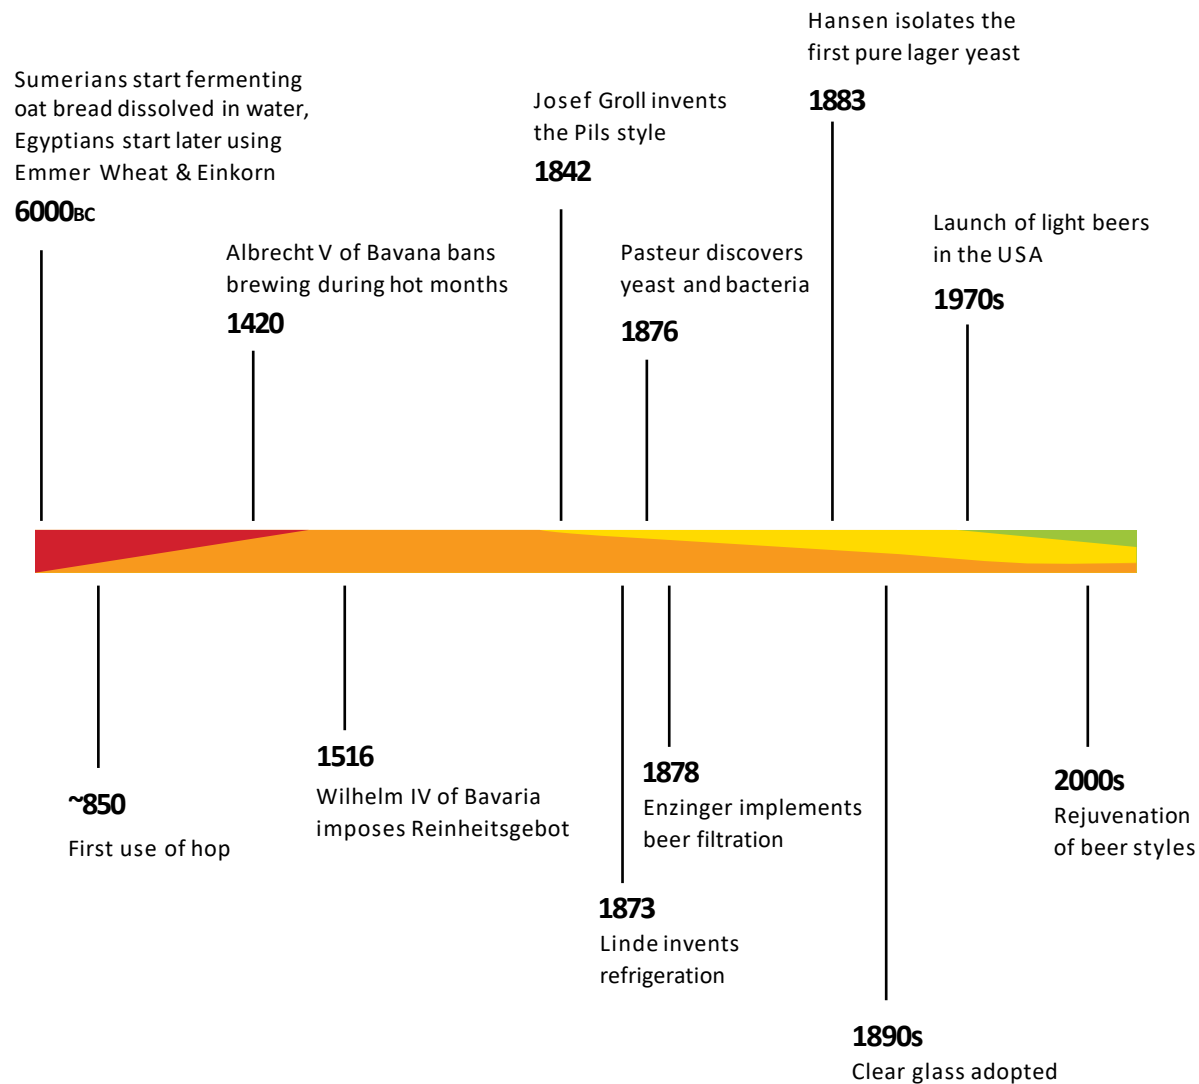 Sumerians start fermenting
oat bread dissolved in water,
Egyptians start later using
Emmer Wheat & Einkorn
6000BC
Albrecht V of Bavana bans
brewing during hot months
1420
Josef Groll invents
the Pils style
1842
Pasteur discovers
yeast and bacteria
1876
Hansen isolates the
first pure lager yeast
1883
Launch of light beers
in the USA
1970s
~850
First use of hop
1516
Wilhelm IV of Bavaria
imposes Reinheitsgebot
1873
Linde invents
refrigeration
1878
Enzinger implements
beer filtration
1890s
Clear glass adopted
2000s
Rejuvenation
of beer styles